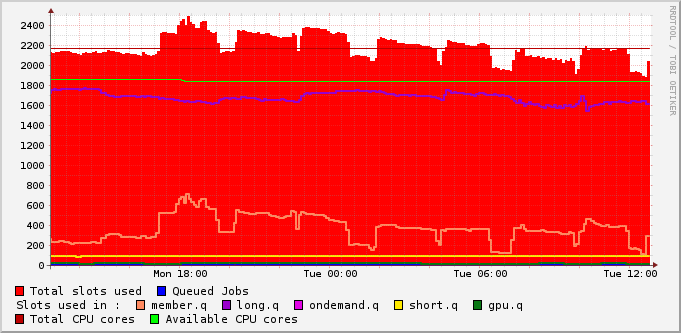 2400
2200
2000
1800
1600
1400
1200
1000
800
600
400
200
0
Mon 18:00 Tue 00:00 Tue 06:00 Tue 12:00
Total slots used Queued Jobs
Slots used in : member.q long.q ondemand.q short.q gpu.q
Total CPU cores Available CPU cores
RRDTOOL / TOBI OETIKER